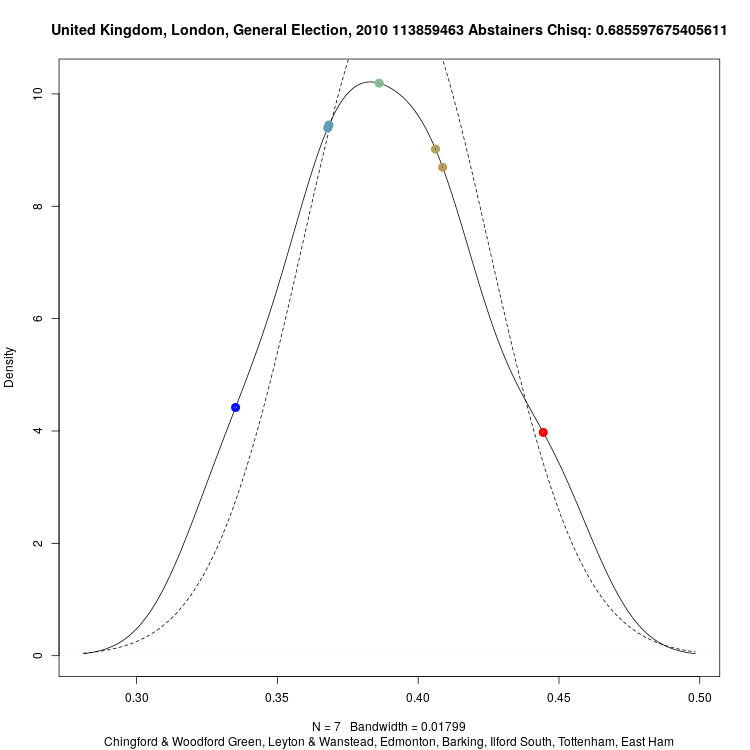 United Kingdom, London, General Election, 2010 113859463 Abstainers Chisq: 0.685597675405611
10
8
6
4
2
0
Density
0.30 0.35 0.40 0.45 0.50
N = 7 Bandwidth = 0.01799
Chingford & Woodford Green, Leyton & Wanstead, Edmonton, Barking, Ilford South, Tottenham, East Ham